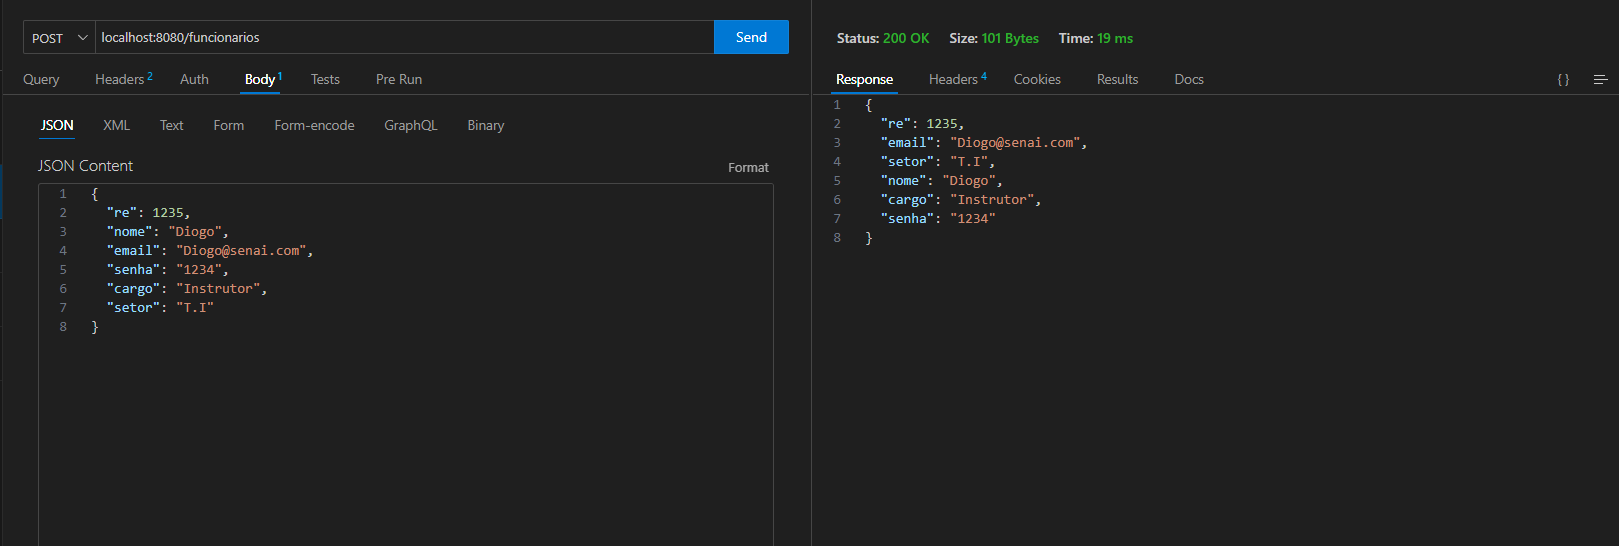 POST localhost:8080/funcionarios Send
Query Headers 2 Auth Body 1 Tests Pre Run
JSON XML Text Form Form-encode GraphQL Binary
JSON Content Format
1 {
2 "re": 1235,
3 "nome": "Diogo",
4 "email": "Diogo@senai.com",
5 "senha": "1234",
6 "cargo": "Instrutor",
7 "setor": "T.I"
8 }
Status: 200 OK Size: 101 Bytes Time: 19 ms
Response Headers 4 Cookies Results Docs { }
1 {
2 "re": 1235,
3 "email": "Diogo@senai.com",
4 "setor": "T.I",
5 "nome": "Diogo",
6 "cargo": "Instrutor",
7 "senha": "1234"
8 }